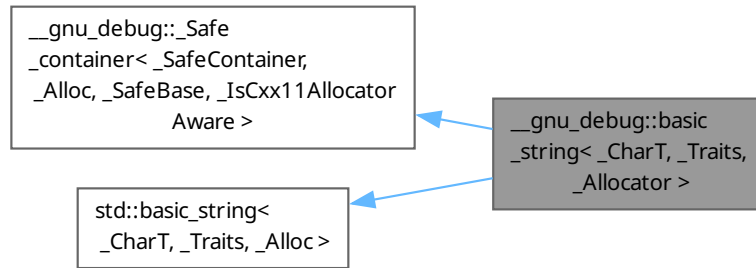 __gnu_debug::_Safe
_container< _SafeContainer,
_Alloc, _SafeBase, _IsCxx11Allocator
Aware >
__gnu_debug::basic
_string< _CharT, _Traits,
_Allocator >
std::basic_string<
_CharT, _Traits, _Alloc >